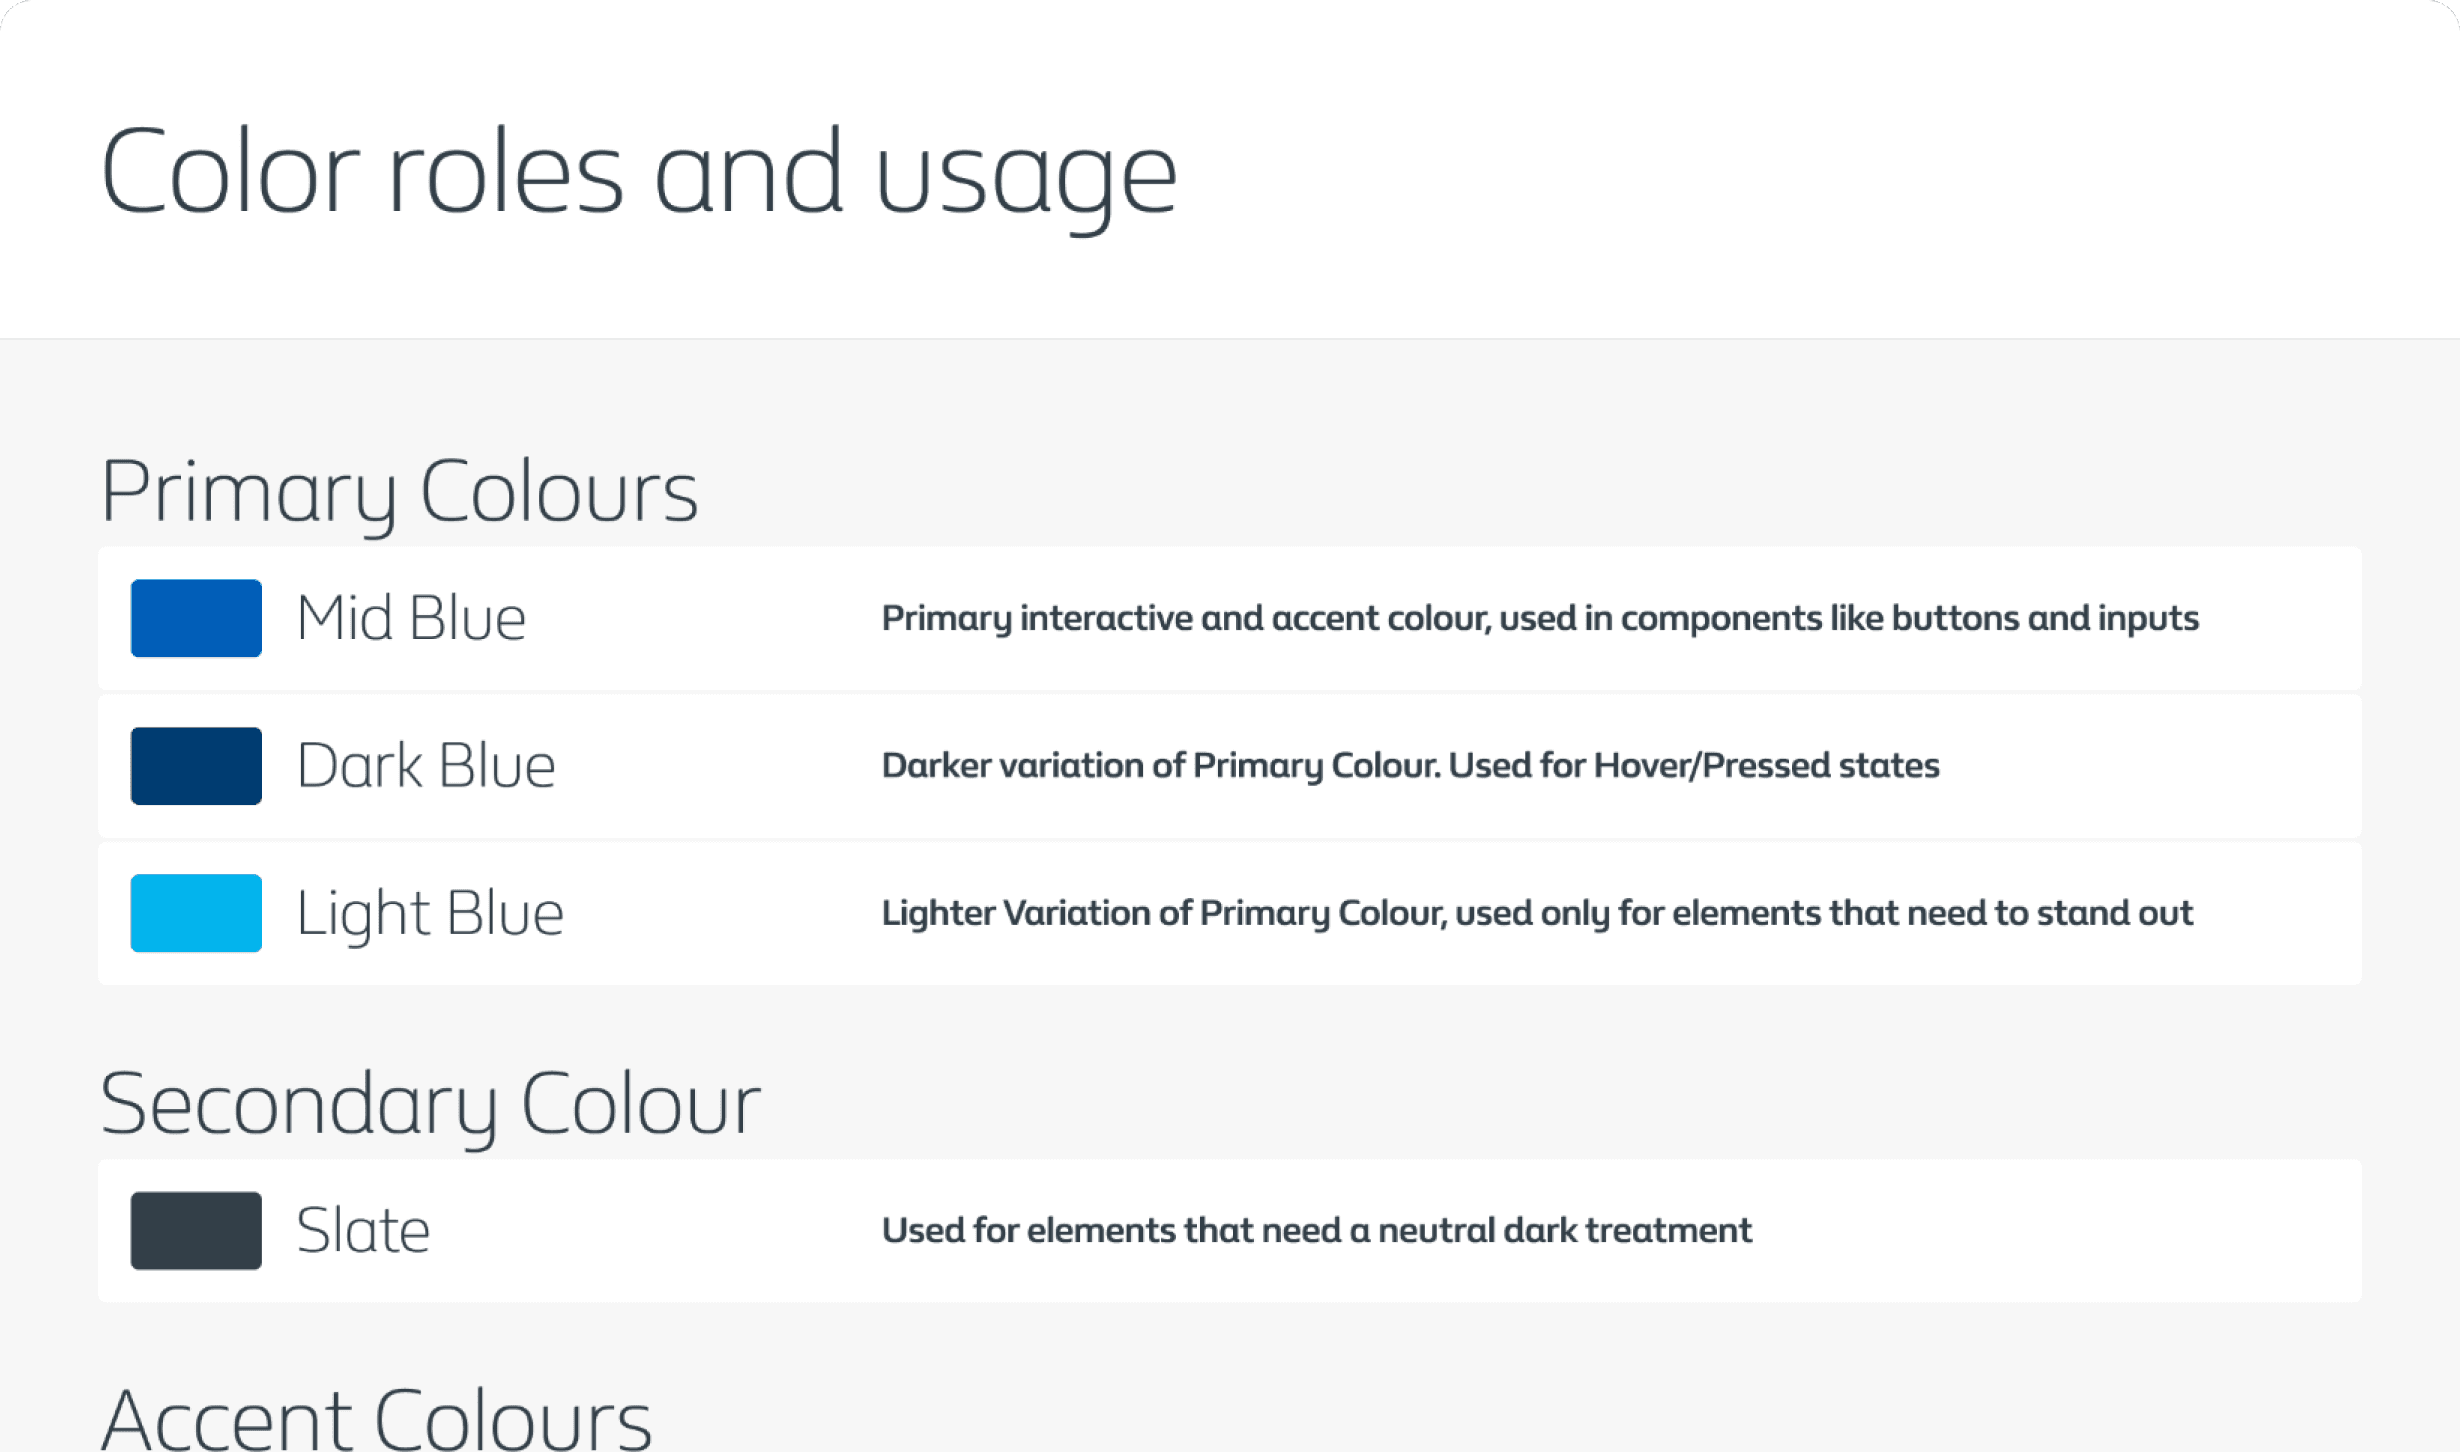 Color roles and usage
Primary Colours
Mid Blue
Primary interactive and accent colour, used in components like buttons and inputs
Dark Blue
Darker variation of Primary Colour. Used for Hover/Pressed states
Light Blue
Lighter Variation of Primary Colour, used only for elements that need to stand out
Secondary Colour
Slate
Used for elements that need a neutral dark treatment
Accent Colours